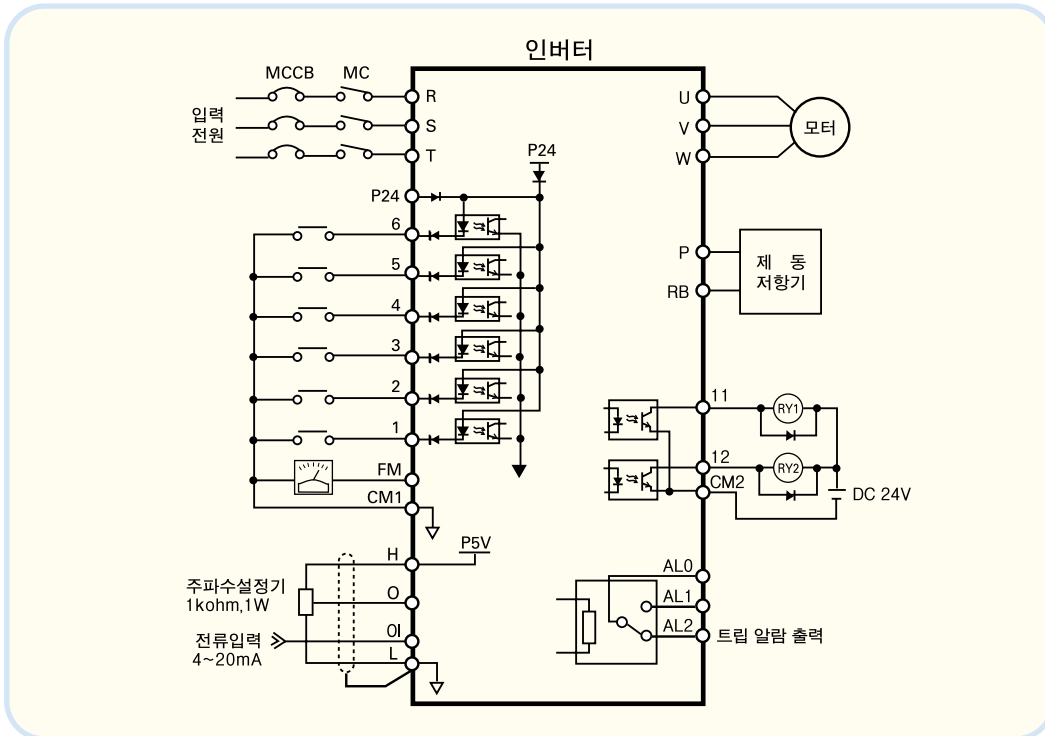 인버터
MCCB MC
입력
전원
R
S
T
P24
P24
6
5
4
3
2
1
FM
CM1
H
P5V
O
OI
L
주파수설정기
1kohm,1W
전류입력
4~20mA
U
V
W
모터
P
RB
제 동
저항기
11
RY1
12
RY2
CM2
DC 24V
AL0
AL1
AL2
트립 알람 출력